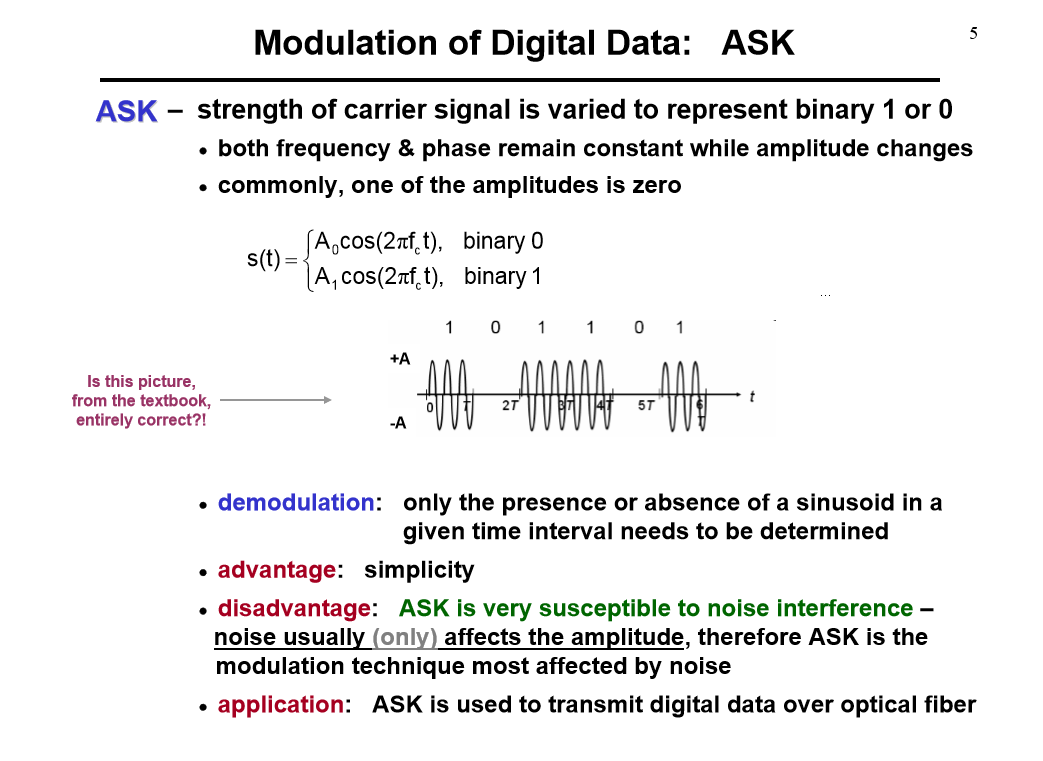 Modulation of Digital Data: ASK
5
ASK – strength of carrier signal is varied to represent binary 1 or 0
• both frequency & phase remain constant while amplitude changes
• commonly, one of the amplitudes is zero
s(t) = { A₀cos(2πf_c t), binary 0
A₁cos(2πf_c t), binary 1
...
1 0 1 1 0 1
+A
Is this picture,
from the textbook,
entirely correct?!
0 T 2T 3T 4T 5T 6T t
-A
• demodulation: only the presence or absence of a sinusoid in a
given time interval needs to be determined
• advantage: simplicity
• disadvantage: ASK is very susceptible to noise interference –
noise usually (only) affects the amplitude, therefore ASK is the
modulation technique most affected by noise
• application: ASK is used to transmit digital data over optical fiber